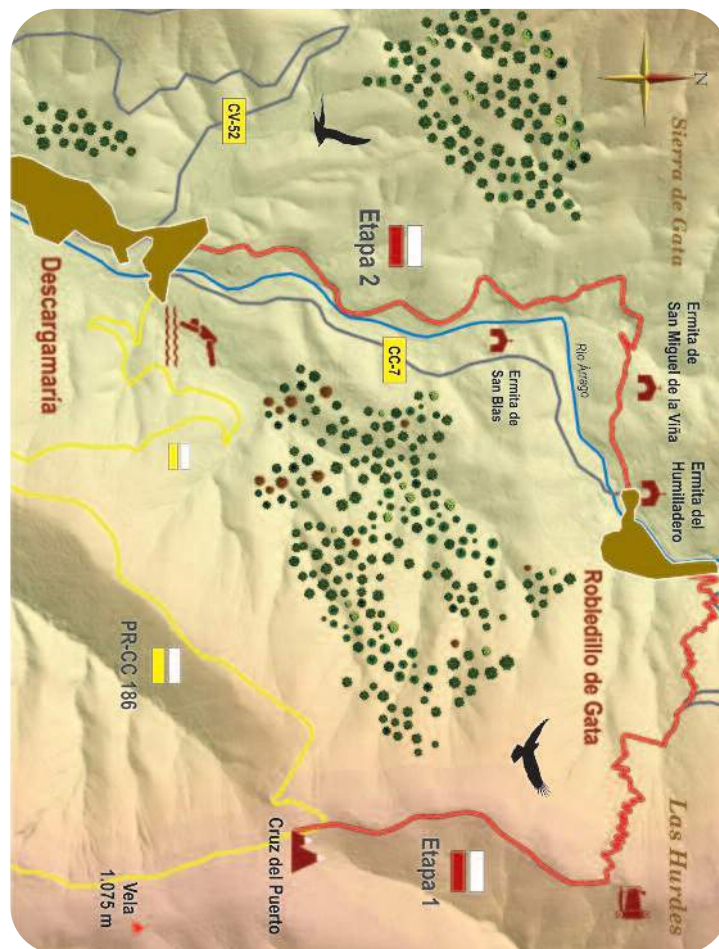 N
Sierra de Gata
CV-52
Etapa 2
Descargamaría
Ermita de
San Miguel de la Viña
Río Árrago
CC-7
Ermita de
San Blas
Ermita del
Humilladero
Robledillo de Gata
PR-CC 186
Las Hurdes
Etapa 1
Cruz del Puerto
Vela
1.075 m